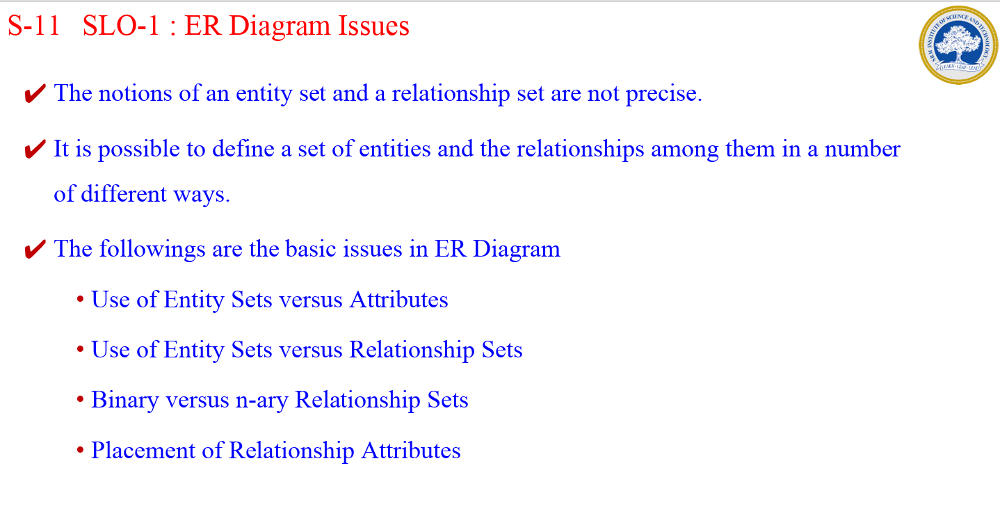 S-11 SLO-1 : ER Diagram Issues
SRM INSTITUTE OF SCIENCE AND TECHNOLOGY
LEARN - LEAP - LEAD
✔ The notions of an entity set and a relationship set are not precise.
✔ It is possible to define a set of entities and the relationships among them in a number
of different ways.
✔ The followings are the basic issues in ER Diagram
• Use of Entity Sets versus Attributes
• Use of Entity Sets versus Relationship Sets
• Binary versus n-ary Relationship Sets
• Placement of Relationship Attributes